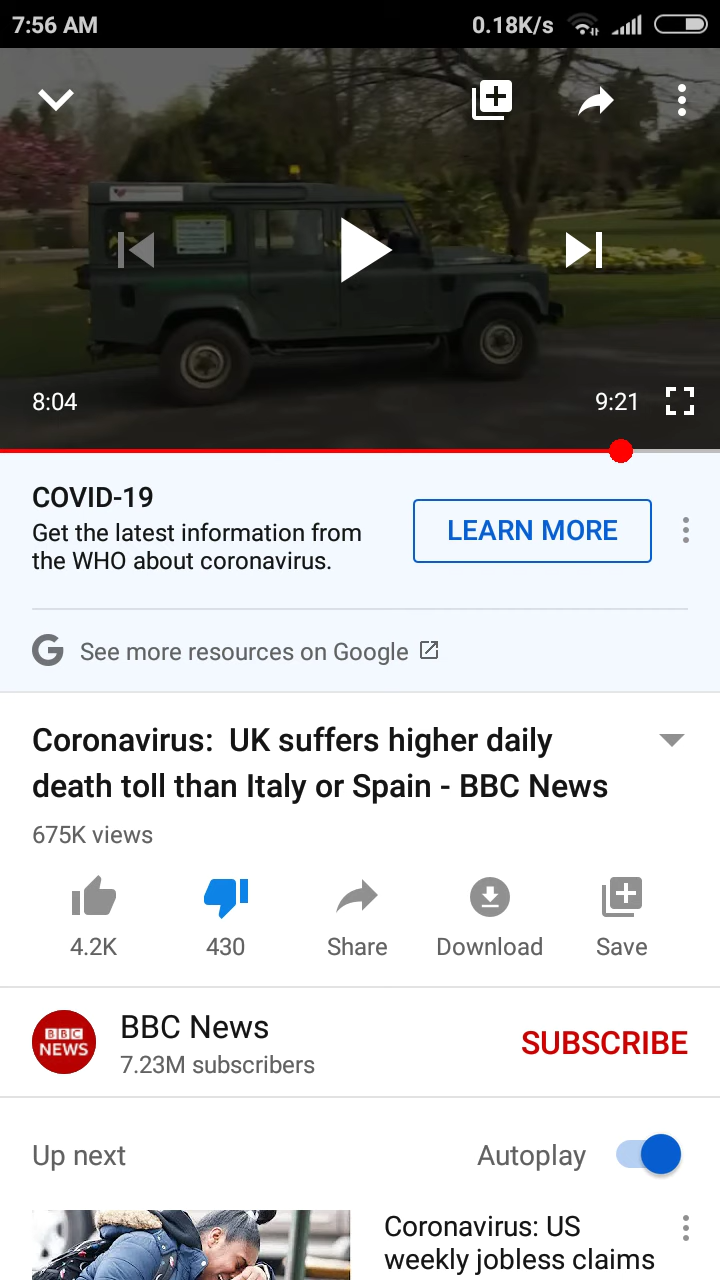 7:56 AM
0.18K/s
8:04
9:21
COVID-19
Get the latest information from
the WHO about coronavirus.
LEARN MORE
See more resources on Google
Coronavirus:  UK suffers higher daily
death toll than Italy or Spain - BBC News
675K views
4.2K
430
Share
Download
Save
BBC
NEWS
BBC News
7.23M subscribers
SUBSCRIBE
Up next
Autoplay
Coronavirus: US
weekly jobless claims